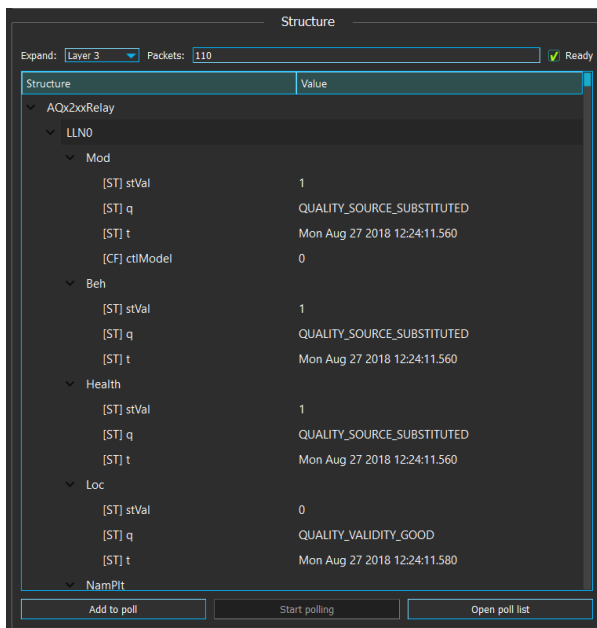 Structure
Expand: Layer 3 Packets: 110 Ready
Structure Value
AQx2xxRelay
LLN0
Mod
[ST] stVal 1
[ST] q QUALITY_SOURCE_SUBSTITUTED
[ST] t Mon Aug 27 2018 12:24:11.560
[CF] ctlModel 0
Beh
[ST] stVal 1
[ST] q QUALITY_SOURCE_SUBSTITUTED
[ST] t Mon Aug 27 2018 12:24:11.560
Health
[ST] stVal 1
[ST] q QUALITY_SOURCE_SUBSTITUTED
[ST] t Mon Aug 27 2018 12:24:11.560
Loc
[ST] stVal 0
[ST] q QUALITY_VALIDITY_GOOD
[ST] t Mon Aug 27 2018 12:24:11.580
NamPlt
Add to poll Start polling Open poll list